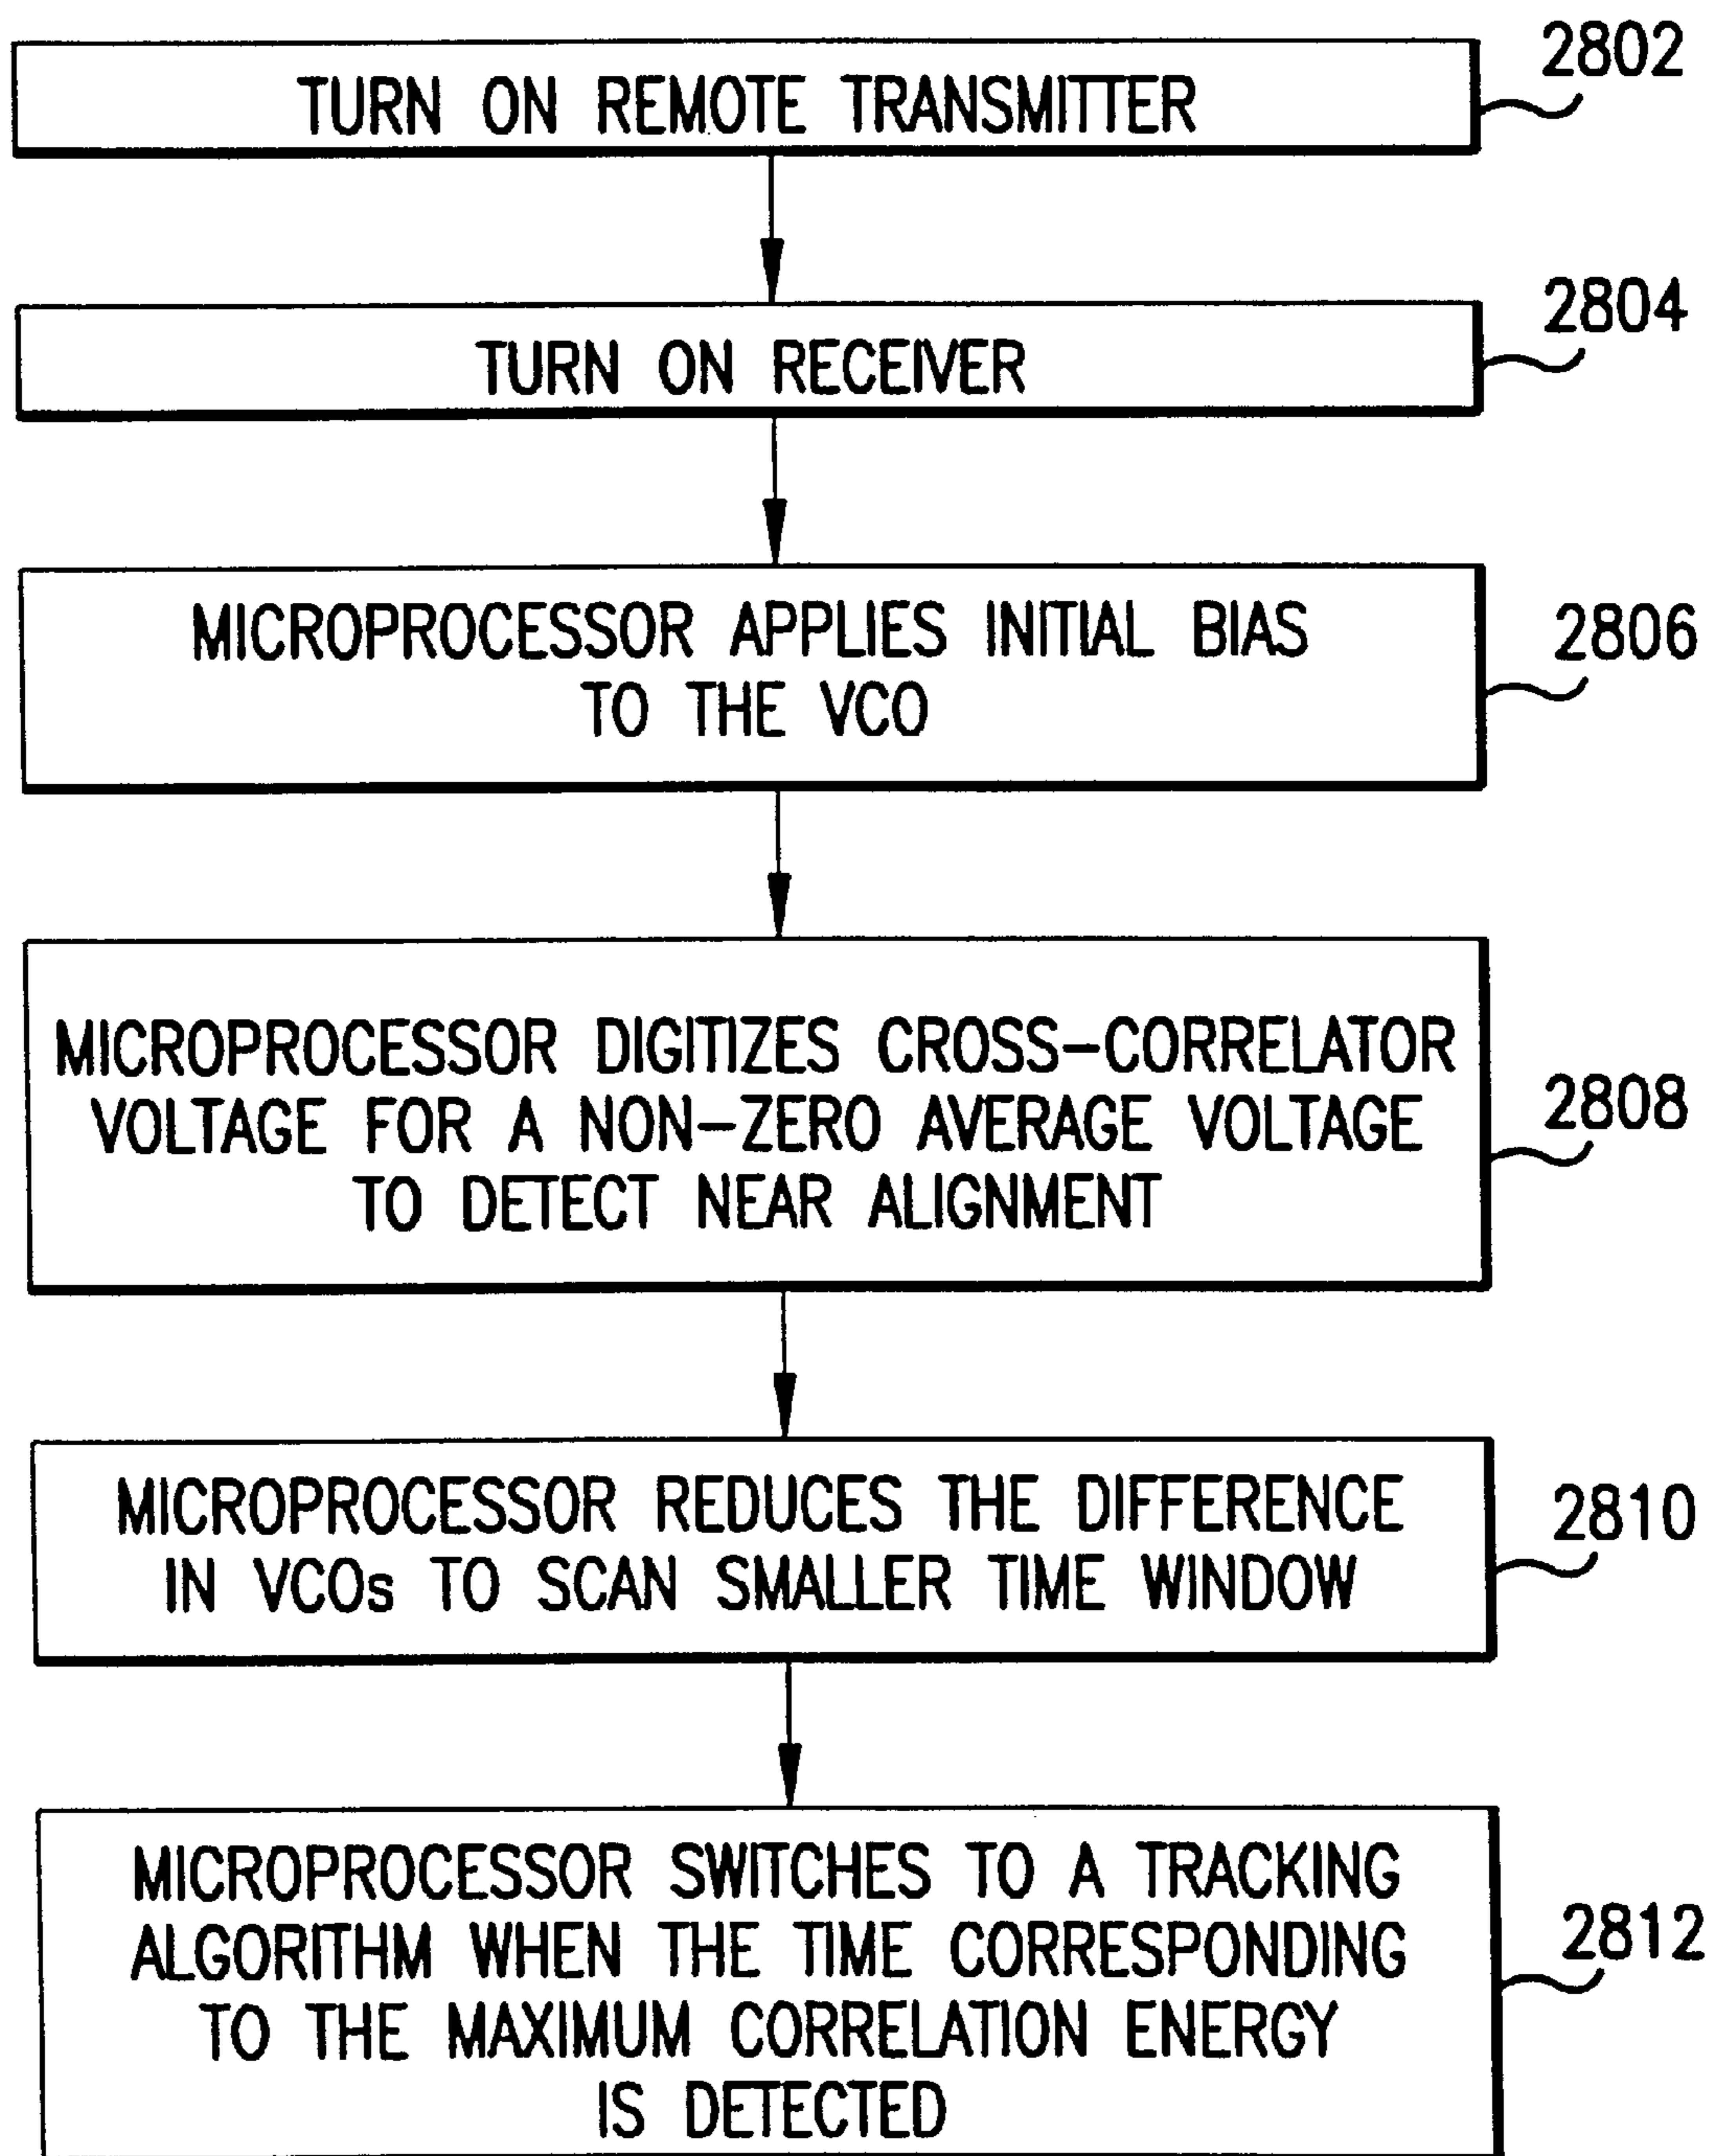 2802
TURN ON REMOTE TRANSMITTER
2804
TURN ON RECEIVER
2806
MICROPROCESSOR APPLIES INITIAL BIAS
TO THE VCO
2808
MICROPROCESSOR DIGITIZES CROSS-CORRELATOR
VOLTAGE FOR A NON-ZERO AVERAGE VOLTAGE
TO DETECT NEAR ALIGNMENT
2810
MICROPROCESSOR REDUCES THE DIFFERENCE
IN VCOs TO SCAN SMALLER TIME WINDOW
2812
MICROPROCESSOR SWITCHES TO A TRACKING
ALGORITHM WHEN THE TIME CORRESPONDING
TO THE MAXIMUM CORRELATION ENERGY
IS DETECTED